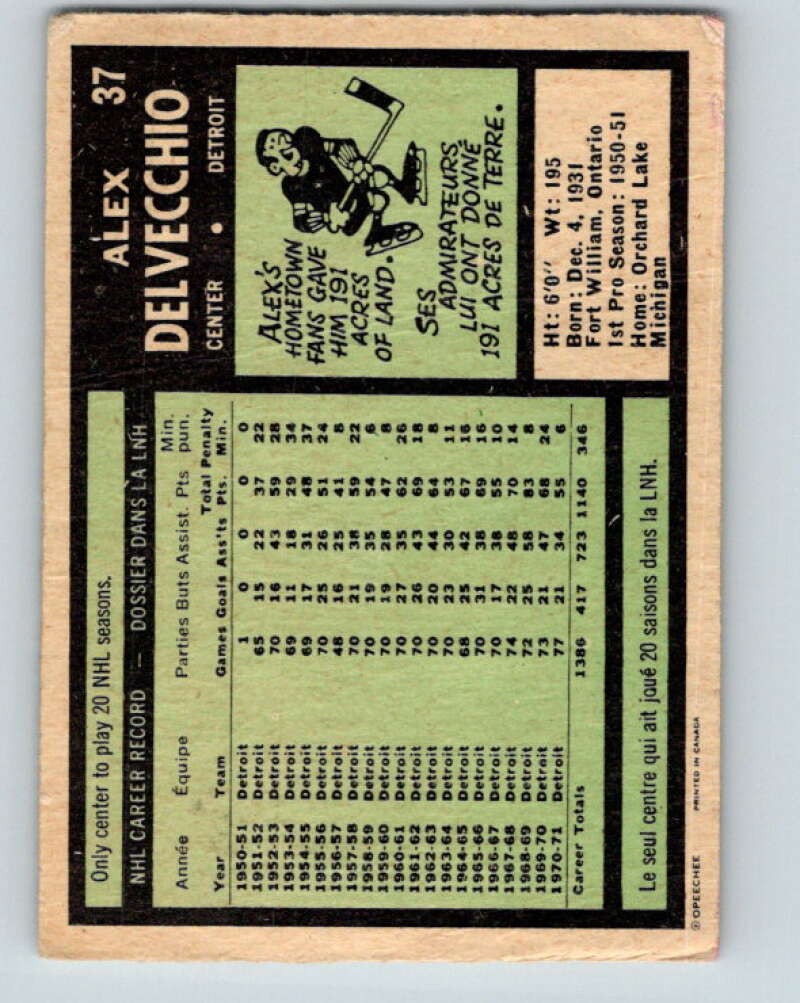 Only center to play 20 NHL seasons.
NHL CAREER RECORD — DOSSIER DANS LA LNH
Année Équipe Parties Buts Assist. Pts Min. pun.
Year Team Games Goals Ass'ts Total Pts. Penalty Min.
1950-51 Detroit 1 0 0 0 0
1951-52 Detroit 65 15 22 37 22
1952-53 Detroit 70 16 43 59 28
1953-54 Detroit 69 11 18 29 34
1954-55 Detroit 69 17 31 48 37
1955-56 Detroit 70 25 26 51 24
1956-57 Detroit 48 16 25 41 8
1957-58 Detroit 70 21 38 59 22
1958-59 Detroit 70 19 35 54 6
1959-60 Detroit 70 19 28 47 8
1960-61 Detroit 70 27 35 62 26
1961-62 Detroit 70 26 43 69 18
1962-63 Detroit 70 20 44 64 8
1963-64 Detroit 70 23 30 53 11
1964-65 Detroit 68 25 42 67 16
1965-66 Detroit 70 31 38 69 16
1966-67 Detroit 70 17 38 55 10
1967-68 Detroit 74 22 48 70 14
1968-69 Detroit 72 25 58 83 8
1969-70 Detroit 73 21 47 68 24
1970-71 Detroit 77 21 34 55 6
Career Totals 1386 417 723 1140 346
Le seul centre qui ait joué 20 saisons dans la LNH.
©OPEECHEE PRINTED IN CANADA
ALEX 37
DELVECCHIO
CENTER • DETROIT
ALEX'S
HOMETOWN
FANS GAVE
HIM 191
ACRES
OF LAND.
SES
ADMIRATEURS
LUI ONT DONNÉ
191 ACRES DE TERRE.
Ht: 6'0'' Wt: 195
Born: Dec. 4, 1931
Fort William, Ontario
1st Pro Season: 1950-51
Home: Orchard Lake
Michigan